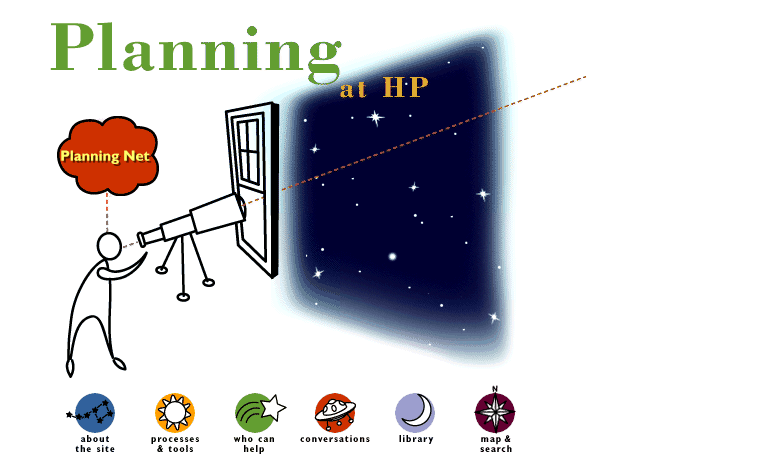 Planning
at HP
Planning Net
N
about
the site
processes
& tools
who can
help
conversations
library
map &
search